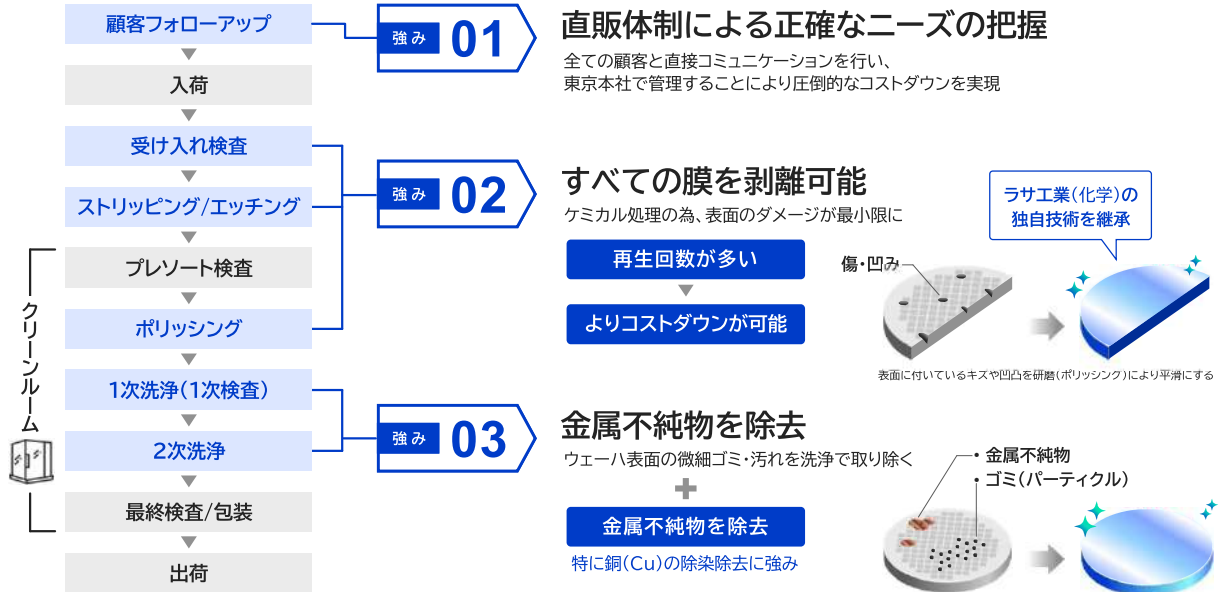 顧客フォローアップ
入荷
受け入れ検査
ストリッピング/エッチング
プレソート検査
ポリッシング
1次洗浄(1次検査)
2次洗浄
最終検査/包装
出荷
クリーンルーム
強み 01
直販体制による正確なニーズの把握
全ての顧客と直接コミュニケーションを行い、
東京本社で管理することにより圧倒的なコストダウンを実現
強み 02
すべての膜を剥離可能
ケミカル処理の為、表面のダメージが最小限に
再生回数が多い
よりコストダウンが可能
ラサ工業(化学)の
独自技術を継承
傷・凹み
表面に付いているキズや凹凸を研磨(ポリッシング)により平滑にする
強み 03
金属不純物を除去
ウェーハ表面の微細ゴミ・汚れを洗浄で取り除く
金属不純物を除去
特に銅(Cu)の除染除去に強み
・金属不純物
・ゴミ(パーティクル)